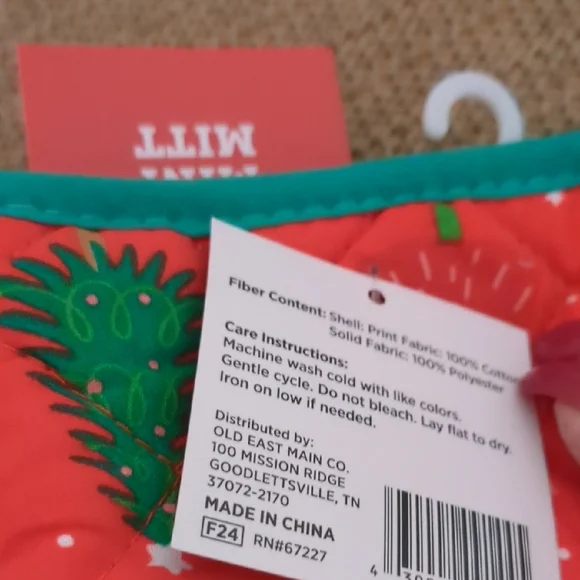 MITT
MINI
Fiber Content: Shell: Print Fabric: 100% Cotton
Solid Fabric: 100% Polyester
Care Instructions:
Machine wash cold with like colors.
Gentle cycle. Do not bleach. Lay flat to dry.
Iron on low if needed.
Distributed by:
OLD EAST MAIN CO.
100 MISSION RIDGE
GOODLETTSVILLE, TN
37072-2170
MADE IN CHINA
F24 RN#67227
4